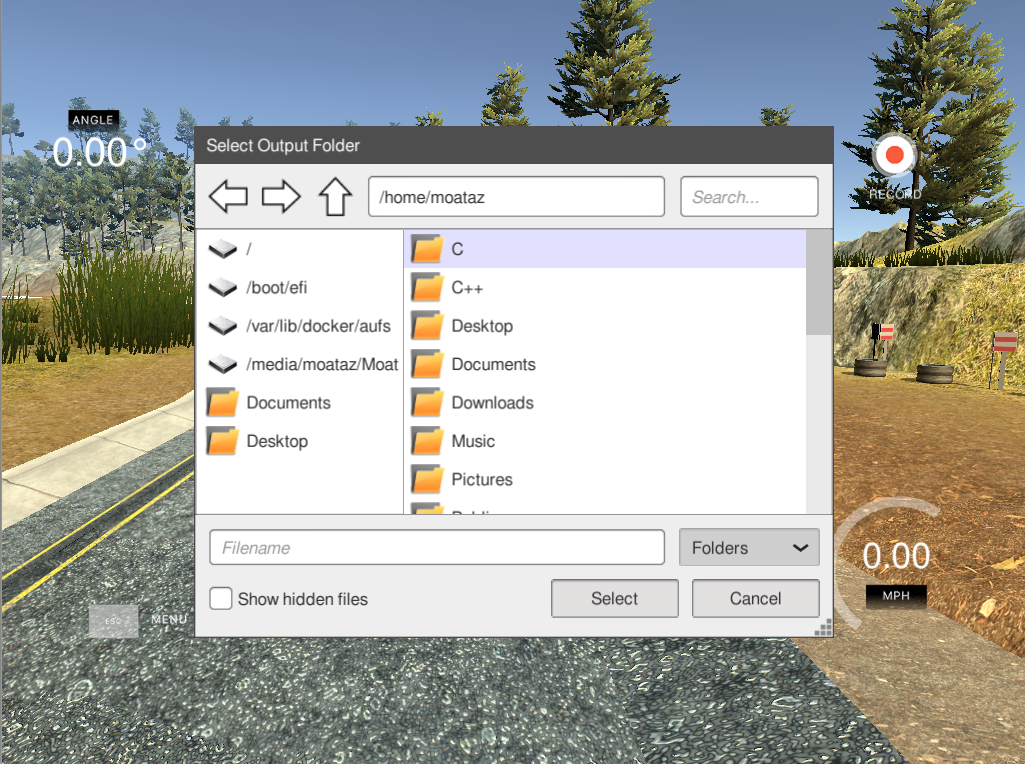 ANGLE
0.00°
RECORD
Select Output Folder
/home/moataz
Search...
/
/boot/efi
/var/lib/docker/aufs
/media/moataz/Moat
Documents
Desktop
C
C++
Desktop
Documents
Downloads
Music
Pictures
Filename
Folders
Show hidden files
Select
Cancel
0.00
MPH
ESC
MENU